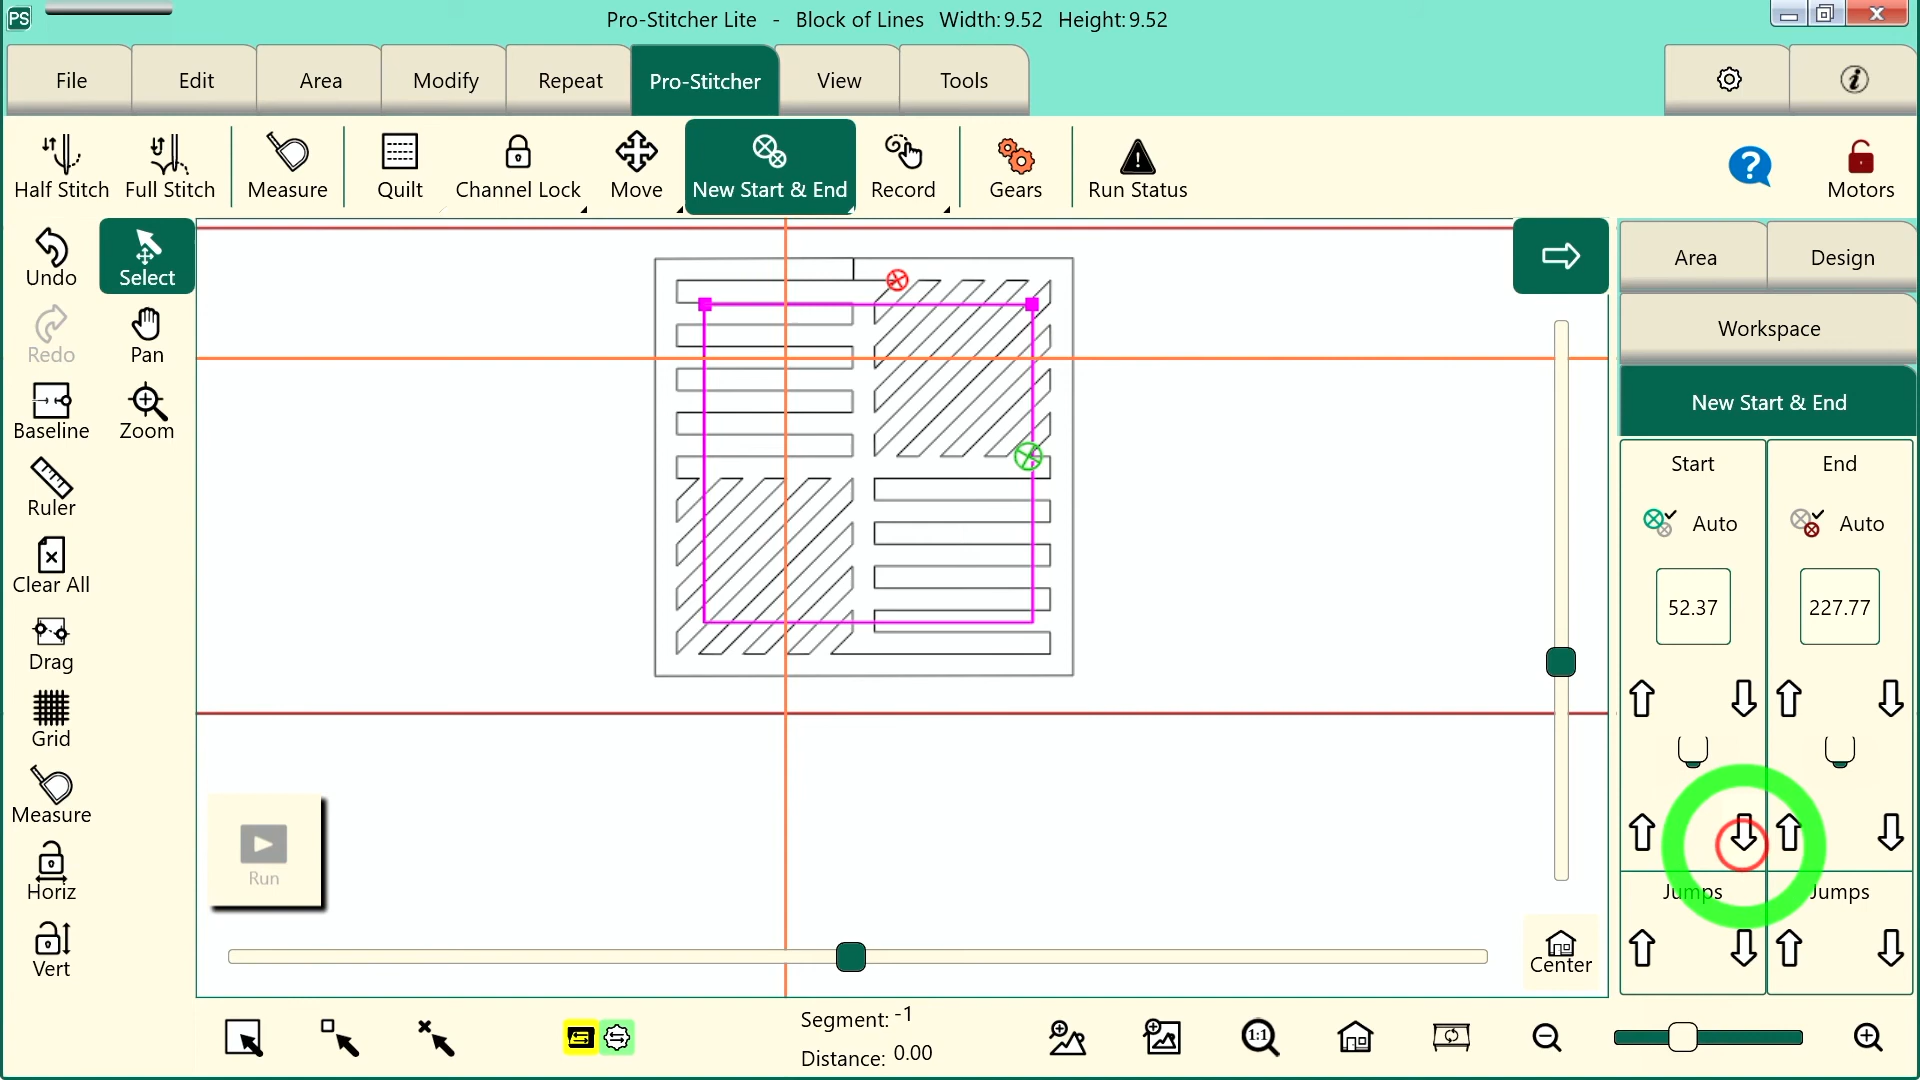 PS
Pro-Stitcher Lite - Block of Lines Width: 9.52 Height: 9.52
File Edit Area Modify Repeat Pro-Stitcher View Tools
Half Stitch Full Stitch Measure Quilt Channel Lock Move New Start & End Record Gears Run Status Motors
Undo Select
Redo Pan
Baseline Zoom
Ruler
Clear All
Drag
Grid
Measure
Horiz
Vert
Run
Center
Area Design
Workspace
New Start & End
Start End
Auto Auto
52.37 227.77
Jumps Jumps
Segment: -1
Distance: 0.00
1:1